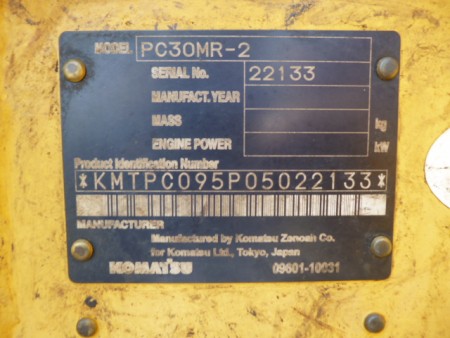 MODEL PC30MR-2
SERIAL No. 22133
MANUFACT. YEAR
MASS kg
ENGINE POWER kW
Product Identification Number
*KMTPC095P05022133*
MANUFACTURER
Manufactured by Komatsu Zenoah Co.
for Komatsu Ltd., Tokyo, Japan
KOMATSU 09601-10031